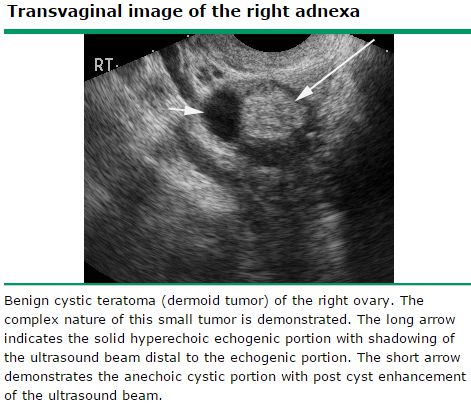 Transvaginal image of the right adnexa
RT
Benign cystic teratoma (dermoid tumor) of the right ovary. The
complex nature of this small tumor is demonstrated. The long arrow
indicates the solid hyperechoic echogenic portion with shadowing of
the ultrasound beam distal to the echogenic portion. The short arrow
demonstrates the anechoic cystic portion with post cyst enhancement
of the ultrasound beam.